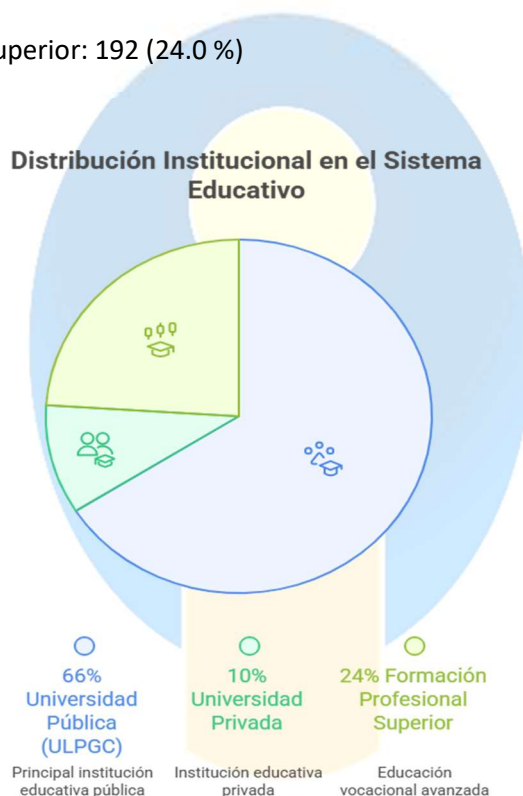 uperior: 192 (24.0 %)
Distribución Institucional en el Sistema
Educativo
66%
Universidad
Pública
(ULPGC)
Principal institución
educativa pública
10%
Universidad
Privada
Institución educativa
privada
24% Formación
Profesional
Superior
Educación
vocacional avanzada